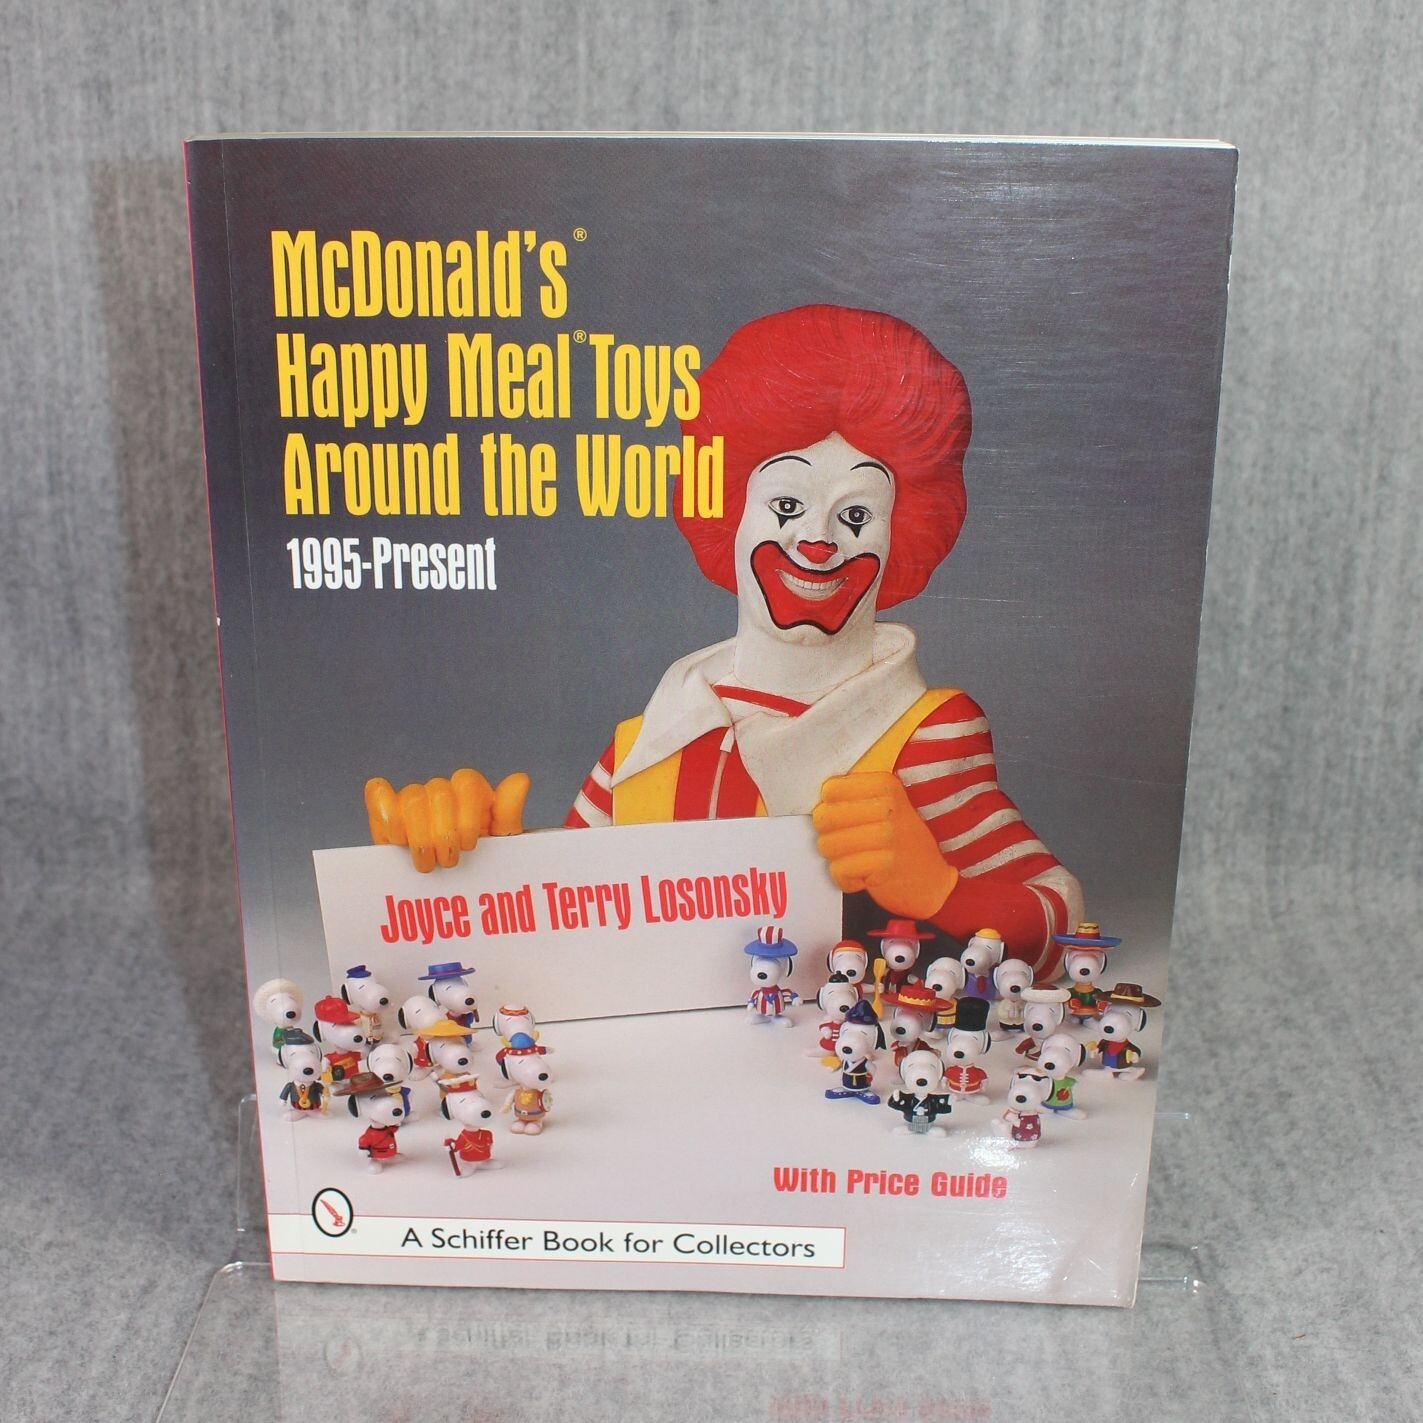 McDonald's®
Happy Meal® Toys
Around the World
1995-Present
Joyce and Terry Losonsky
With Price Guide
A Schiffer Book for Collectors